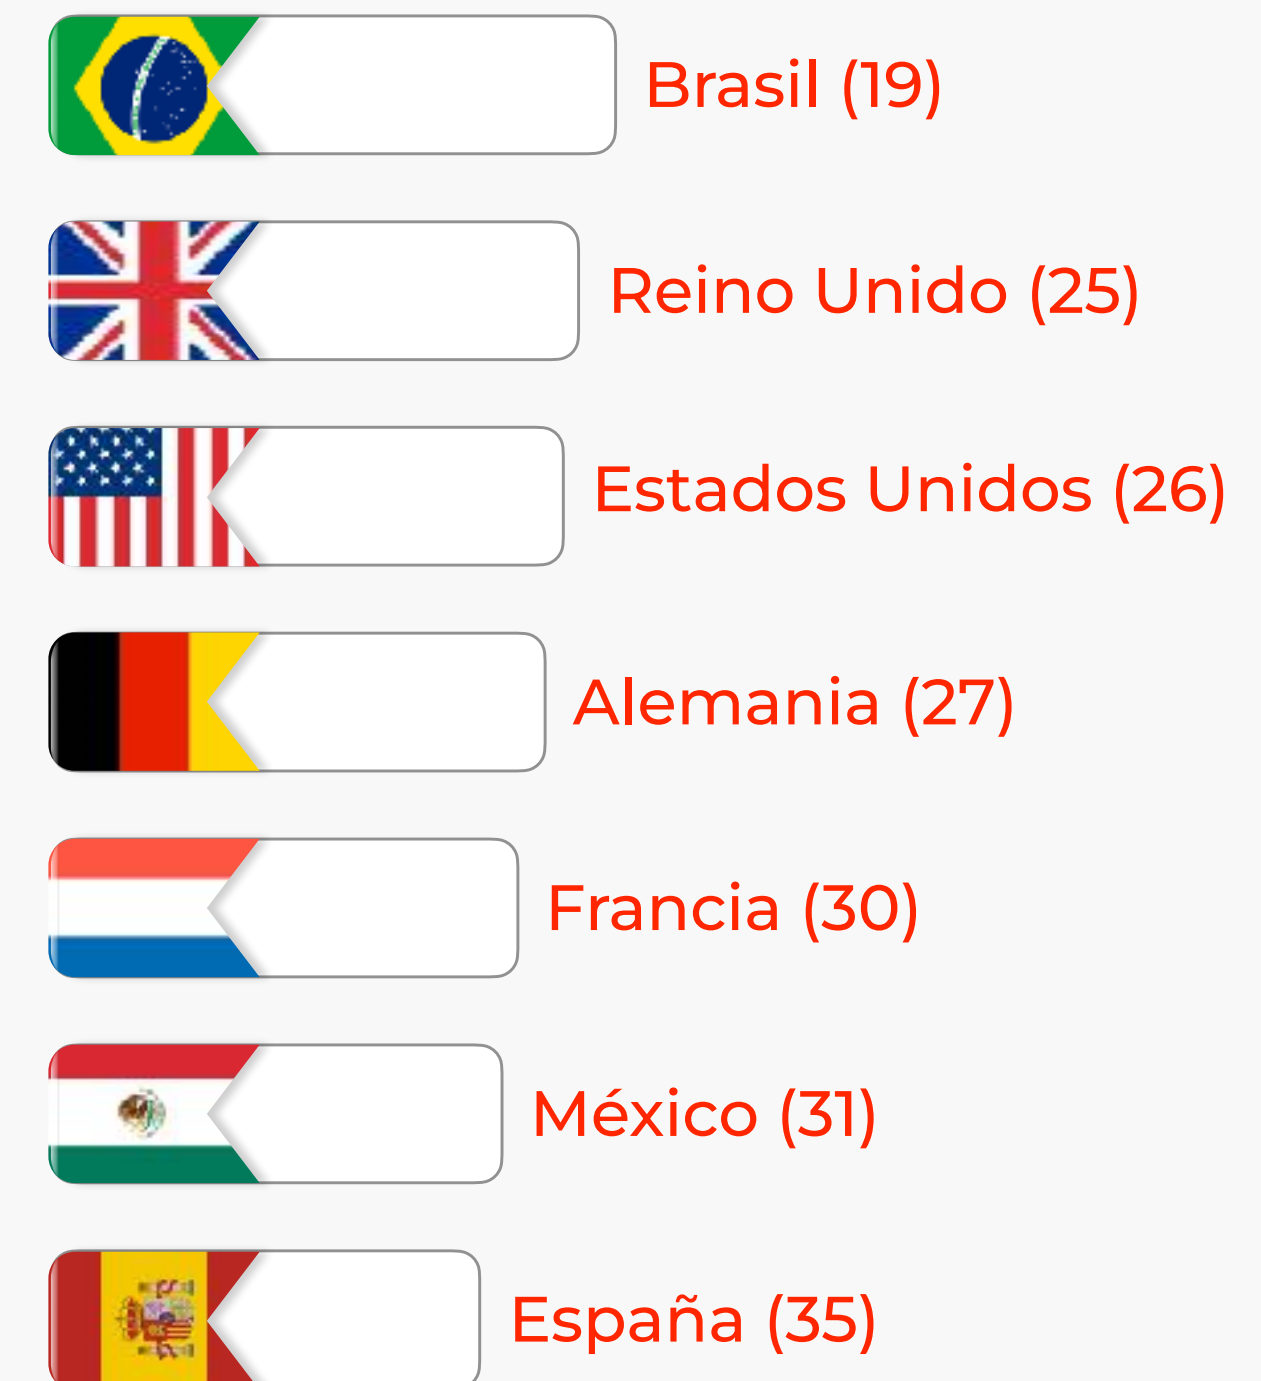 Brasil (19)
Reino Unido (25)
Estados Unidos (26)
Alemania (27)
Francia (30)
México (31)
España (35)